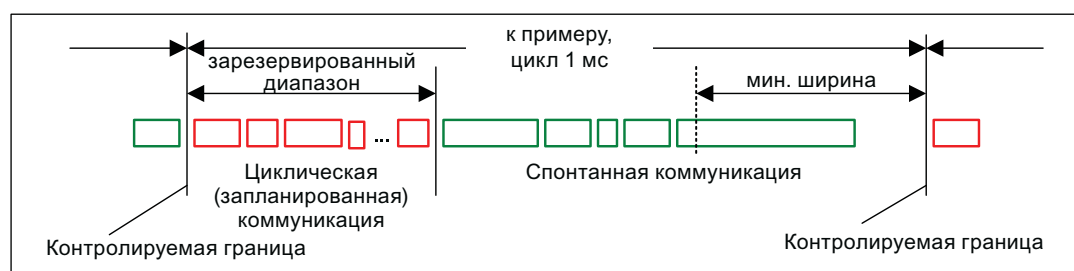 к примеру,
цикл 1 мс
зарезервированный
диапазон
мин. ширина
...
Циклическая
(запланированная)
коммуникация
Спонтанная коммуникация
Контролируемая граница
Контролируемая граница